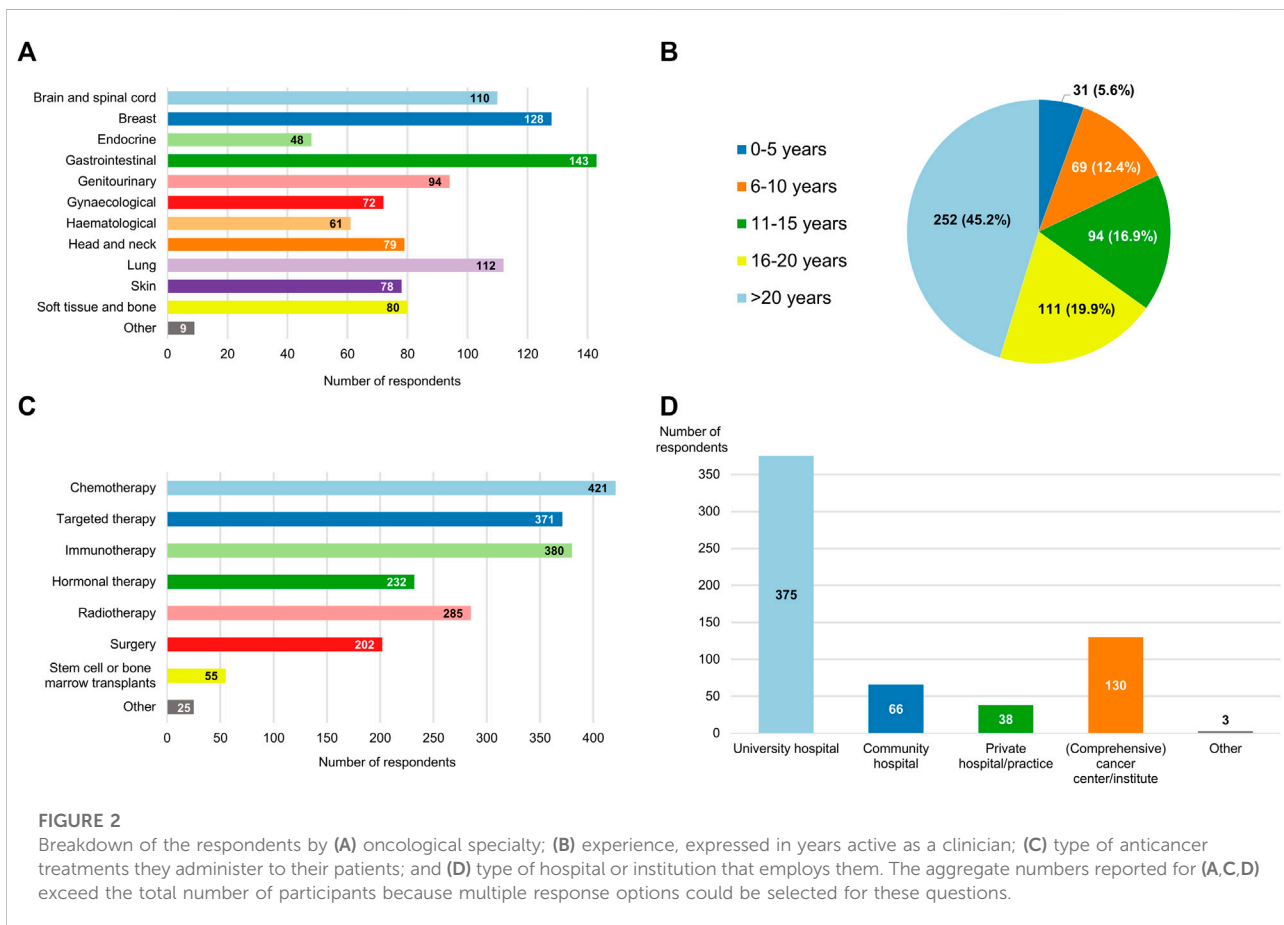 A
Brain and spinal cord 110
Breast 128
Endocrine 48
Gastrointestinal 143
Genitourinary 94
Gynaecological 72
Haematological 61
Head and neck 79
Lung 112
Skin 78
Soft tissue and bone 80
Other 9
0 20 40 60 80 100 120 140
Number of respondents
B
0-5 years
6-10 years
11-15 years
16-20 years
>20 years
31 (5.6%)
69 (12.4%)
94 (16.9%)
111 (19.9%)
252 (45.2%)
C
Chemotherapy 421
Targeted therapy 371
Immunotherapy 380
Hormonal therapy 232
Radiotherapy 285
Surgery 202
Stem cell or bone
marrow transplants 55
Other 25
0 50 100 150 200 250 300 350 400
Number of respondents
D
Number of
respondents
350
300
250
200
150
100
50
0
375
66
38
130
3
University hospital
Community
hospital
Private
hospital/practice
(Comprehensive)
cancer
center/institute
Other
FIGURE 2
Breakdown of the respondents by (A) oncological specialty; (B) experience, expressed in years active as a clinician; (C) type of anticancer
treatments they administer to their patients; and (D) type of hospital or institution that employs them. The aggregate numbers reported for (A,C,D)
exceed the total number of participants because multiple response options could be selected for these questions.